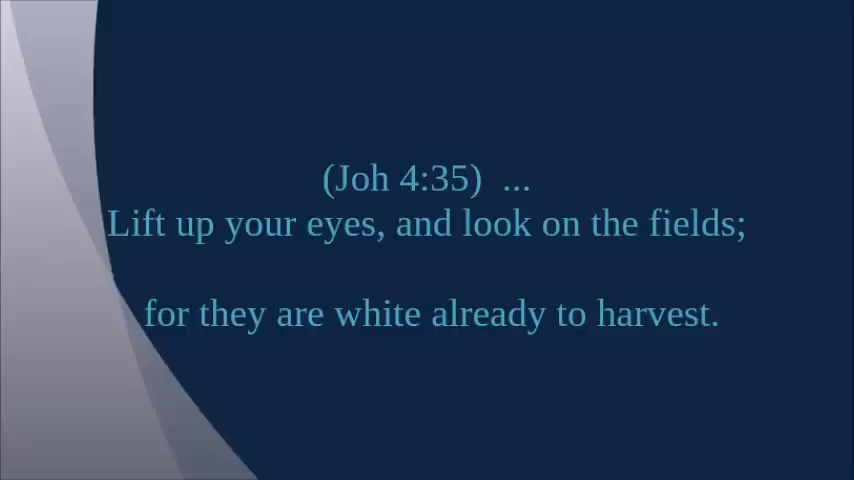 (Joh 4:35)  ...
Lift up your eyes, and look on the fields;
for they are white already to harvest.